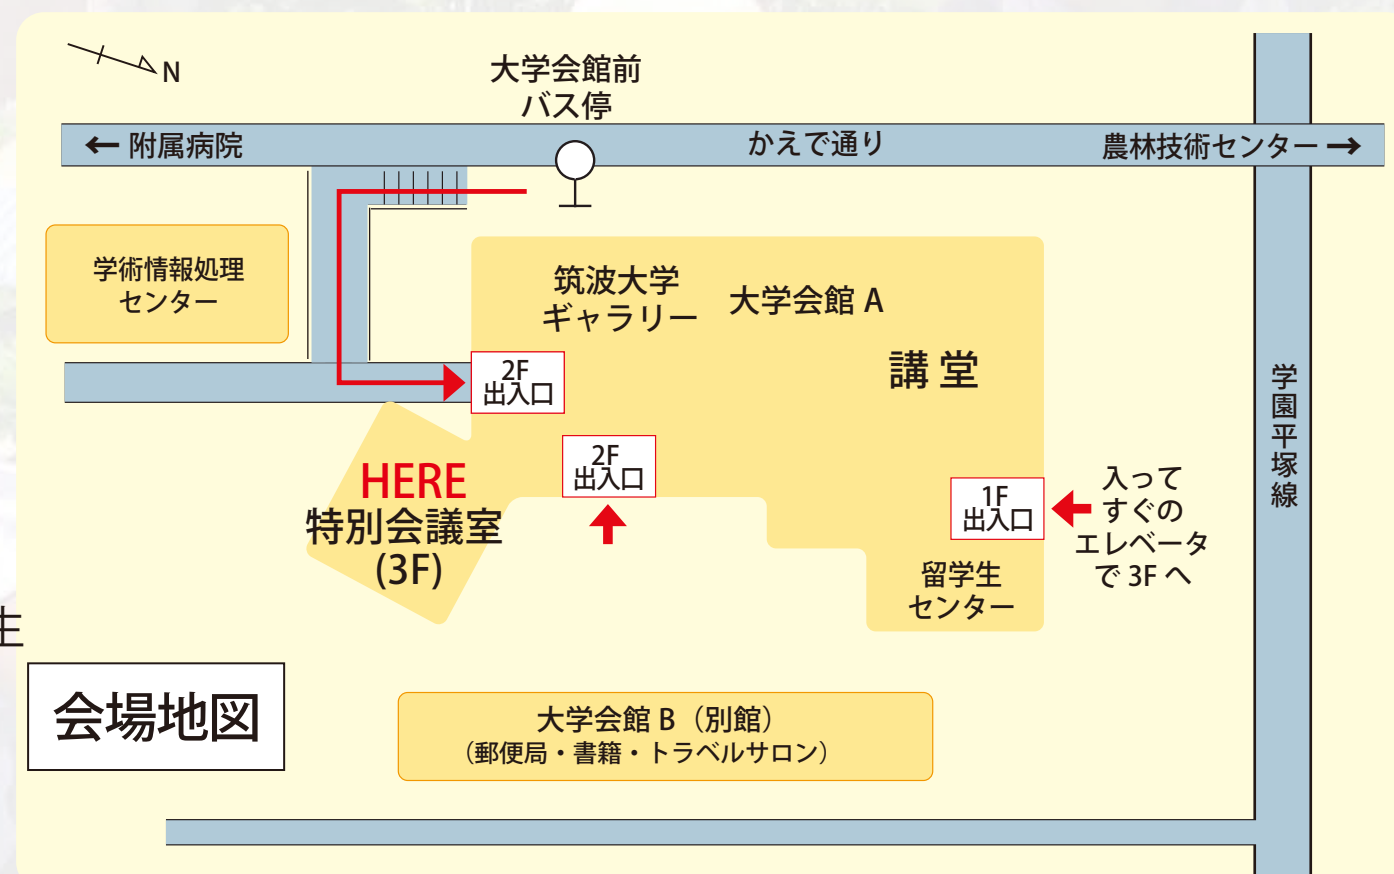 N
大学会館前
バス停
← 附属病院
かえで通り
農林技術センター →
学術情報処理
センター
筑波大学
ギャラリー
大学会館 A
講 堂
2F
出入口
2F
出入口
1F
出入口
入って
すぐの
エレベータ
で 3F へ
HERE
特別会議室
(3F)
留学生
センター
学園平塚線
生
会場地図
大学会館 B（別館）
（郵便局・書籍・トラベルサロン）